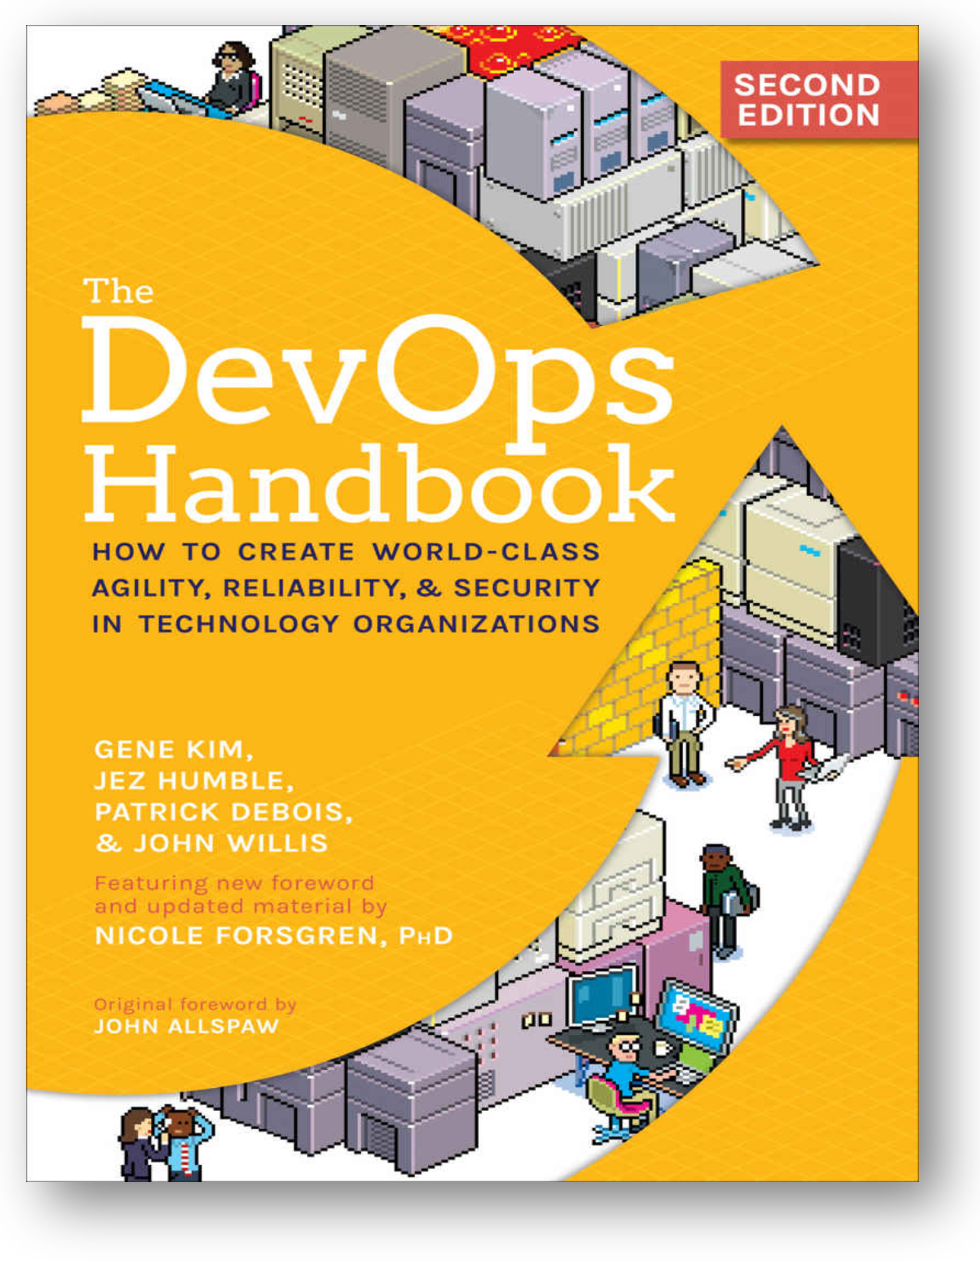 SECOND
EDITION
The
DevOps
Handbook
HOW TO CREATE WORLD-CLASS
AGILITY, RELIABILITY, & SECURITY
IN TECHNOLOGY ORGANIZATIONS
GENE KIM,
JEZ HUMBLE,
PATRICK DEBOIS,
& JOHN WILLIS
Featuring new foreword
and updated material by
NICOLE FORSGREN, PHD
Original foreword by
JOHN ALLSPAW